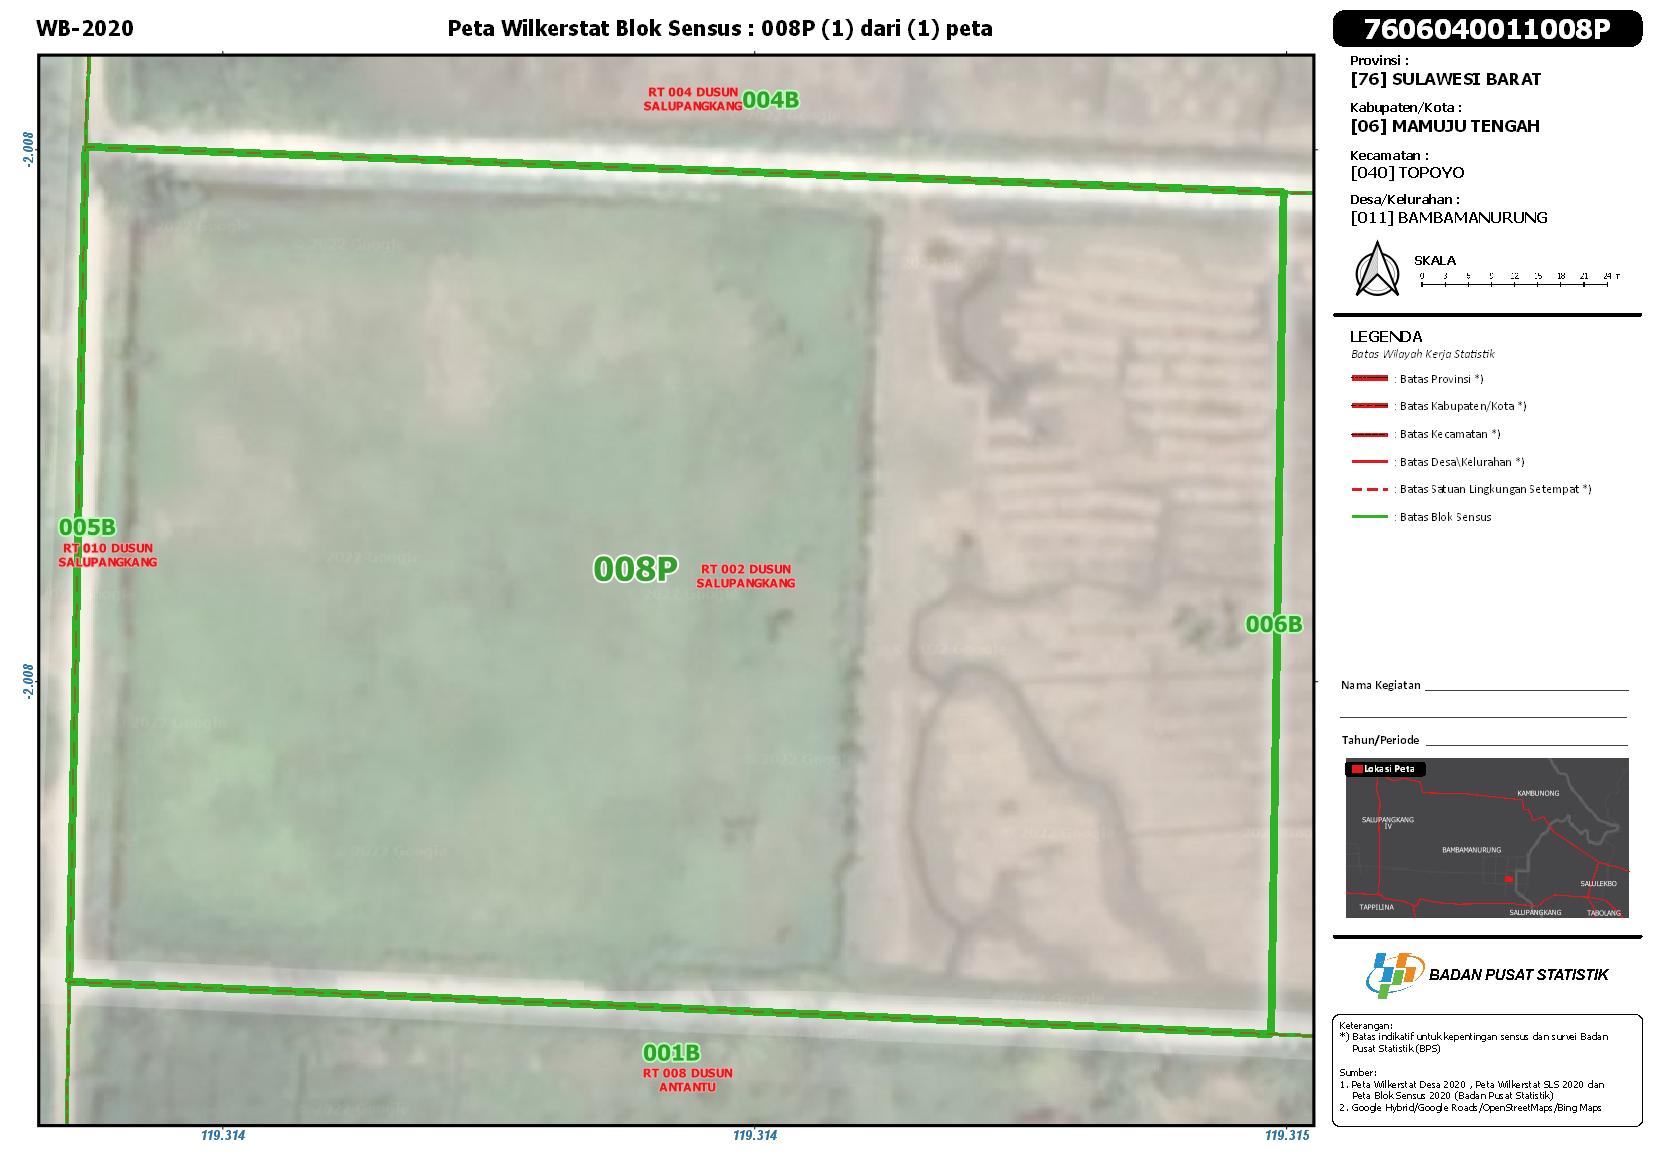 WB-2020
Peta Wilkerstat Blok Sensus : 008P (1) dari (1) peta
7606040011008P
Provinsi :
[76] SULAWESI BARAT
Kabupaten/Kota :
[06] MAMUJU TENGAH
Kecamatan :
[040] TOPOYO
Desa/Kelurahan :
[011] BAMBAMANURUNG
SKALA
0 3 6 9 12 15 18 21 24
LEGENDA
Batas Wilayah Kerja Statistik
: Batas Provinsi *)
: Batas Kabupaten/Kota *)
: Batas Kecamatan *)
: Batas Desa\Kelurahan *)
: Batas Satuan Lingkungan Setempat *)
: Batas Blok Sensus
Nama Kegiatan
Tahun/Periode
Lokasi Peta
KAMBUNONG
SALUPANGKANG
IV
BAMBAMANURUNG
SALULEKBO
TAPPILINA
SALUPANGKANG
TABOLANG
BADAN PUSAT STATISTIK
Keterangan:
*) Batas indikatif untuk kepentingan sensus dan survei Badan
Pusat Statistik (BPS)
Sumber:
1. Peta Wilkerstat Desa 2020 , Peta Wilkerstat SLS 2020 dan
Peta Blok Sensus 2020 (Badan Pusat Statistik)
2. Google Hybrid/Google Roads/OpenStreetMaps/Bing Maps
RT 004 DUSUN
SALUPANGKANG
004B
-2.008
005B
RT 010 DUSUN
SALUPANGKANG
008P
RT 002 DUSUN
SALUPANGKANG
006B
-2.008
001B
RT 008 DUSUN
ANTANTU
119.314
119.314
119.315
© 2022 Google